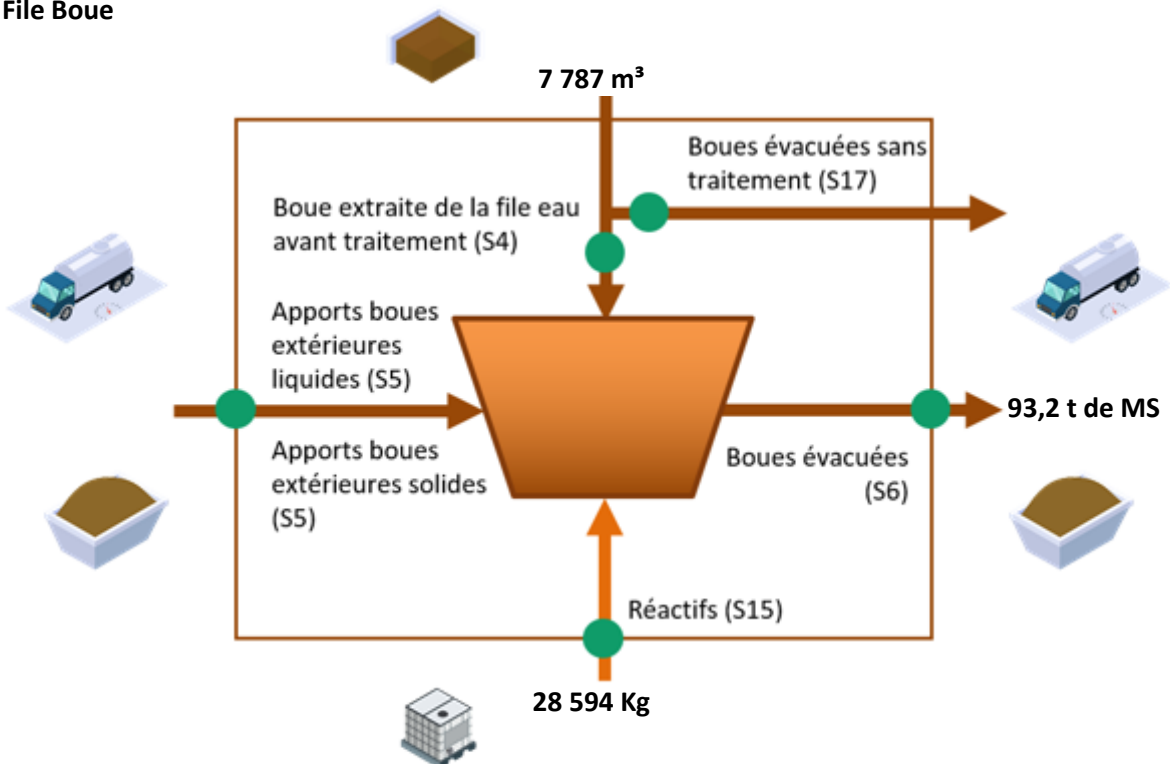 File Boue
7 787 m³
Boues évacuées sans
traitement (S17)
Boue extraite de la file eau
avant traitement (S4)
Apports boues
extérieures
liquides (S5)
93,2 t de MS
Apports boues
extérieures solides
(S5)
Boues évacuées
(S6)
Réactifs (S15)
28 594 Kg